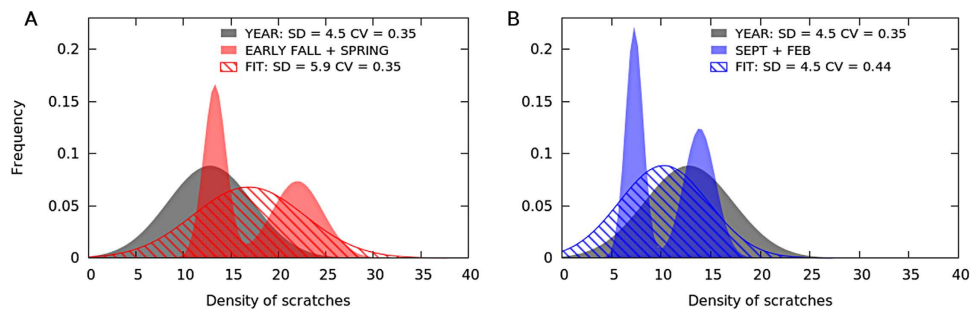 A
YEAR: SD = 4.5 CV = 0.35
EARLY FALL + SPRING
FIT: SD = 5.9 CV = 0.35
0.2
0.15
0.1
0.05
0
Frequency
0 5 10 15 20 25 30 35 40
Density of scratches
B
YEAR: SD = 4.5 CV = 0.35
SEPT + FEB
FIT: SD = 4.5 CV = 0.44
0.2
0.15
0.1
0.05
0
0 5 10 15 20 25 30 35 40
Density of scratches